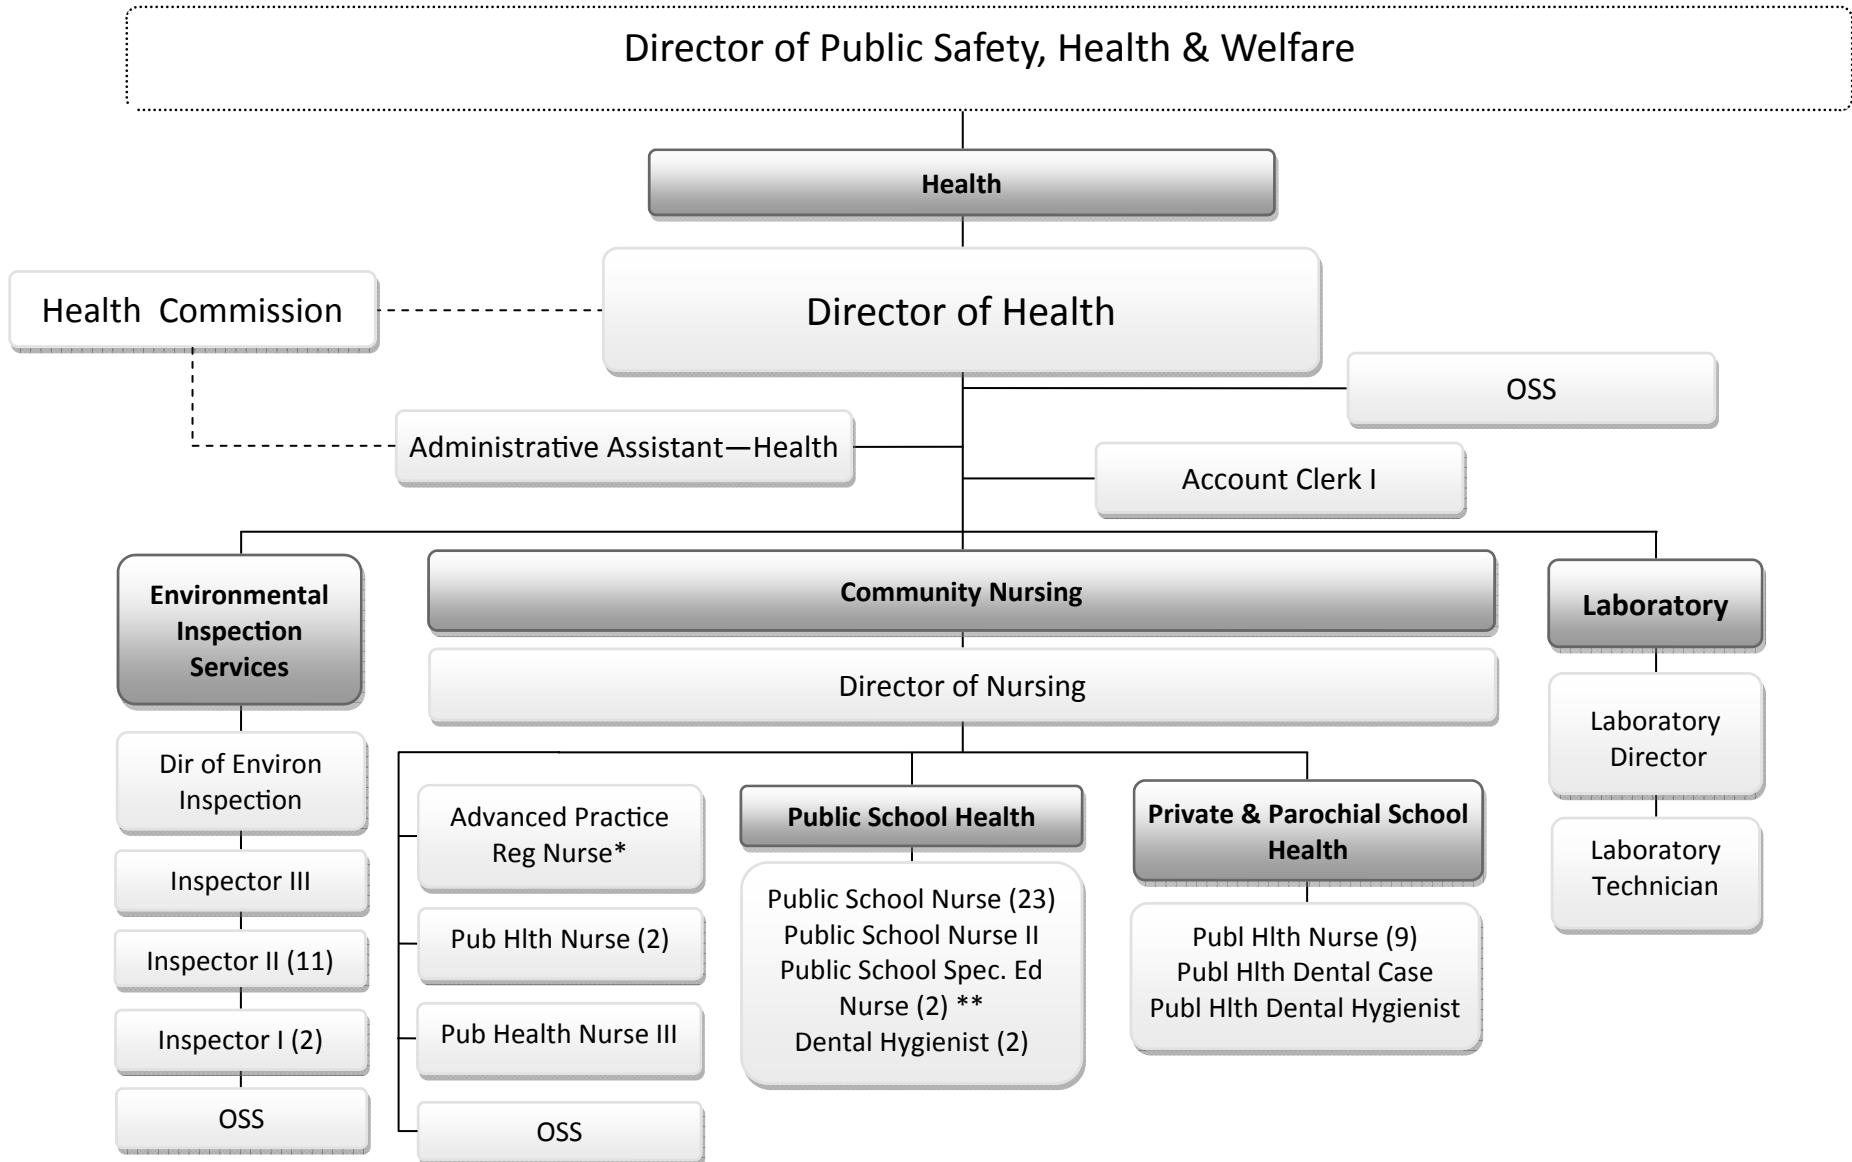 Director of Public Safety, Health & Welfare
Health
Health Commission
Director of Health
OSS
Administrative Assistant—Health
Account Clerk I
Environmental
Inspection
Services
Community Nursing
Laboratory
Director of Nursing
Dir of Environ
Inspection
Inspector III
Inspector II (11)
Inspector I (2)
OSS
Advanced Practice
Reg Nurse*
Pub Hlth Nurse (2)
Pub Health Nurse III
OSS
Public School Health
Public School Nurse (23)
Public School Nurse II
Public School Spec. Ed
Nurse (2) **
Dental Hygienist (2)
Private & Parochial School
Health
Publ Hlth Nurse (9)
Publ Hlth Dental Case
Publ Hlth Dental Hygienist
Laboratory
Director
Laboratory
Technician